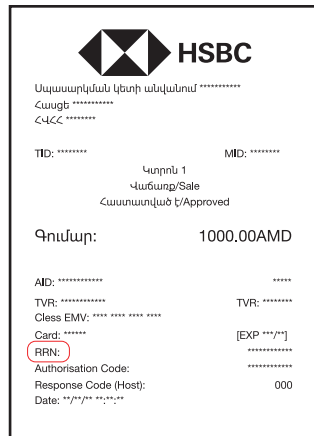 HSBC
Սպասարկման կետի անվանում ***********
Հասցե ***********
ՀՎՀՀ ********
TID: ******** MID: ********
Կտրոն 1
Վաճառք/Sale
Հաստատված է/Approved
Գումար: 1000.00AMD
AID: ************ *****
TVR: ************ TVR: ********
Cless EMV: **** **** **** ****
Card: ****** [EXP ***/**]
RRN: ************
Authorisation Code: ************
Response Code (Host): 000
Date: **/**/** **:**:**